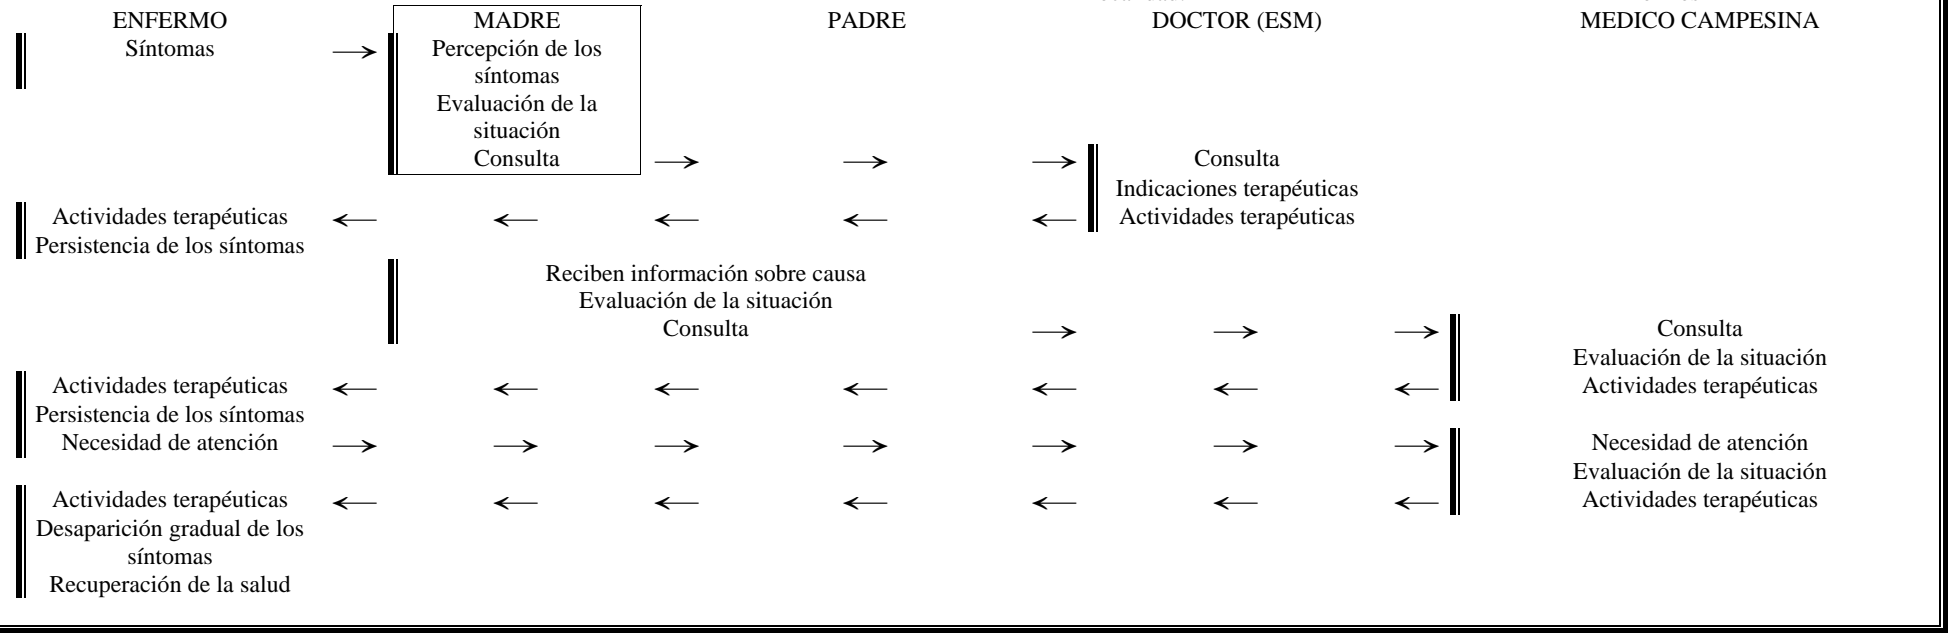 ENFERMO MADRE PADRE DOCTOR (ESM) MEDICO CAMPESINA
Síntomas → Percepción de los
síntomas
Evaluación de la
situación
Consulta → → → Consulta
Indicaciones terapéuticas
Actividades terapéuticas ← ← ← ← ← Actividades terapéuticas
Persistencia de los síntomas
Reciben información sobre causa
Evaluación de la situación
Consulta → → → Consulta
Evaluación de la situación
Actividades terapéuticas ← ← ← ← ← ← ← Actividades terapéuticas
Persistencia de los síntomas
Necesidad de atención → → → → → → → Necesidad de atención
Evaluación de la situación
Actividades terapéuticas ← ← ← ← ← ← ← Actividades terapéuticas
Desaparición gradual de los
síntomas
Recuperación de la salud